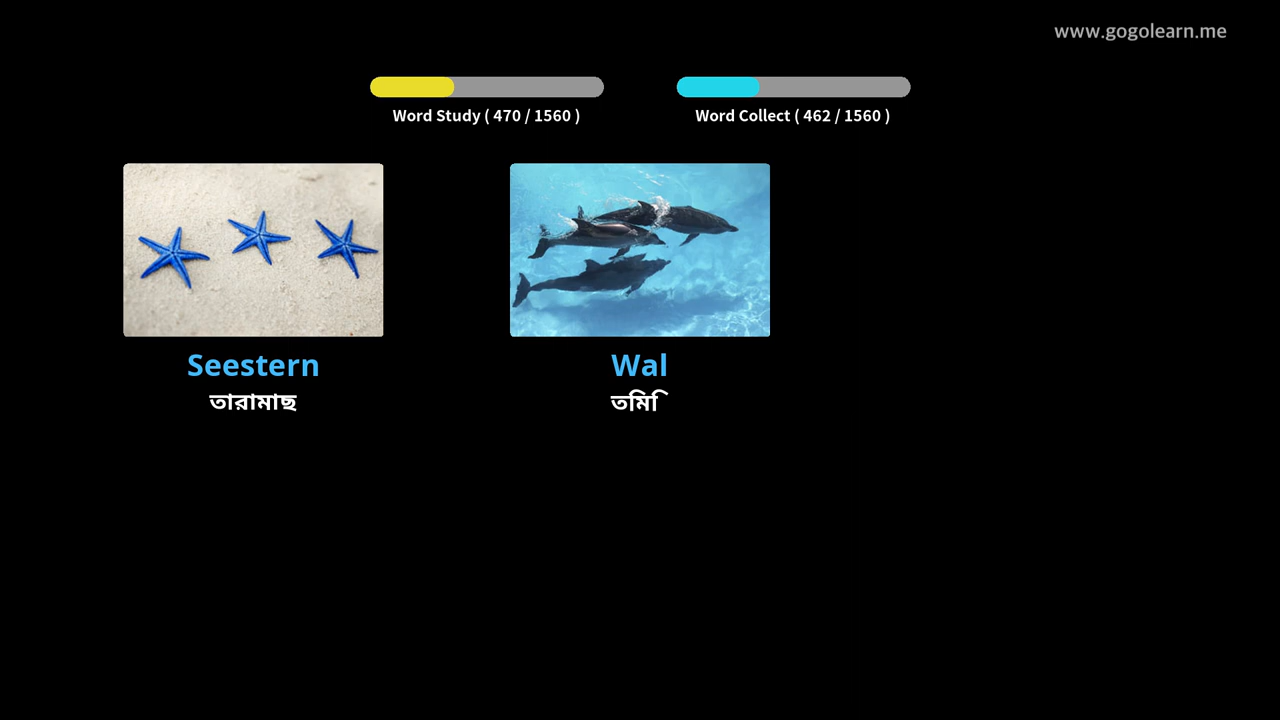 www.gogolearn.me
Word Study ( 470 / 1560 )
Word Collect ( 462 / 1560 )
Seestern
Wal
তারামাছ
তিমি